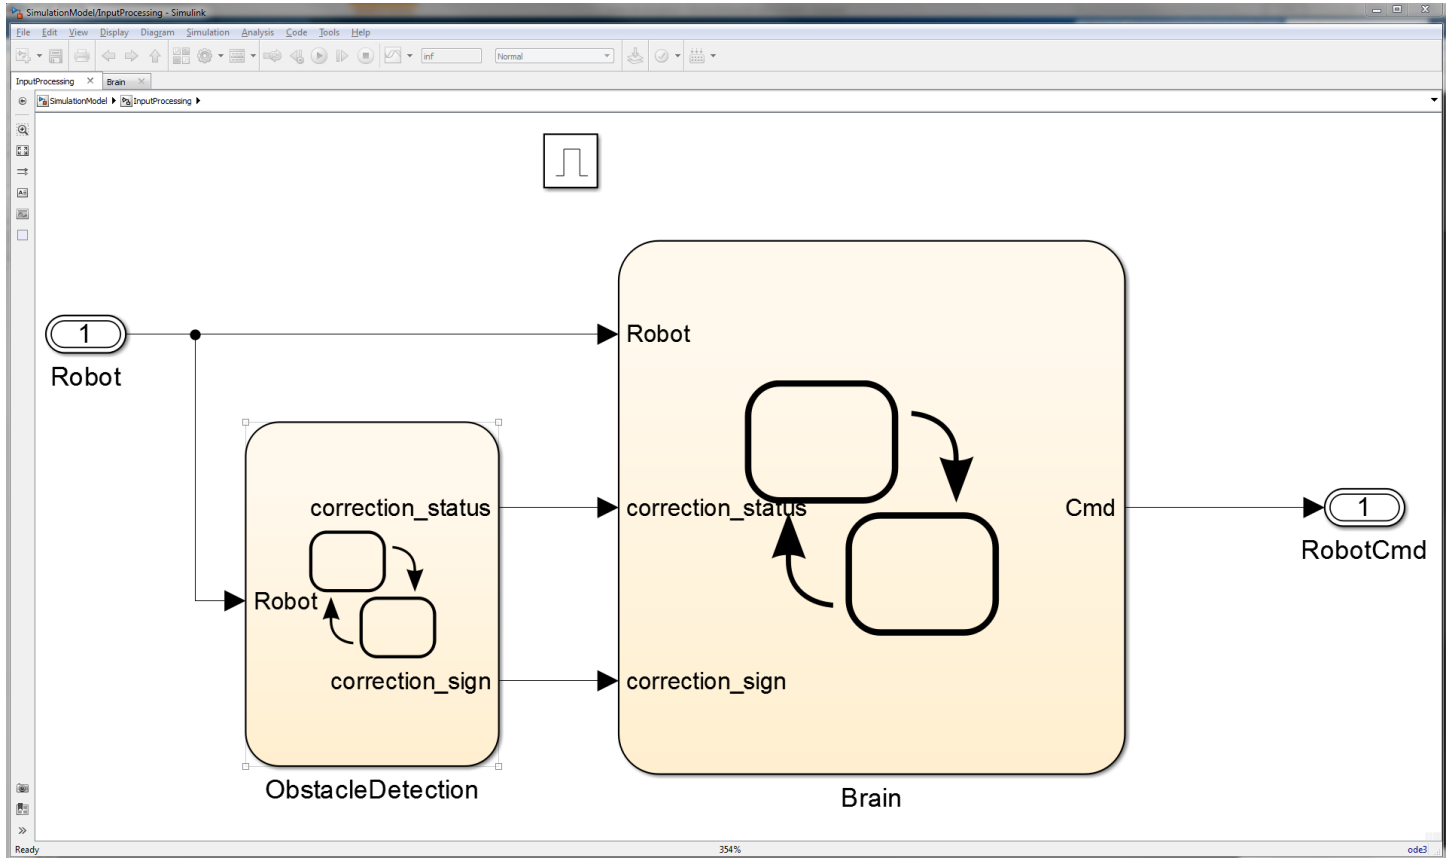 SimulationModel/InputProcessing - Simulink
File Edit View Display Diagram Simulation Analysis Code Tools Help
inf Normal
InputProcessing Brain
SimulationModel InputProcessing
1
Robot
Robot
correction_status
Robot
correction_sign
ObstacleDetection
correction_status
correction_sign
Cmd
Brain
1
RobotCmd
Ready 354% ode3